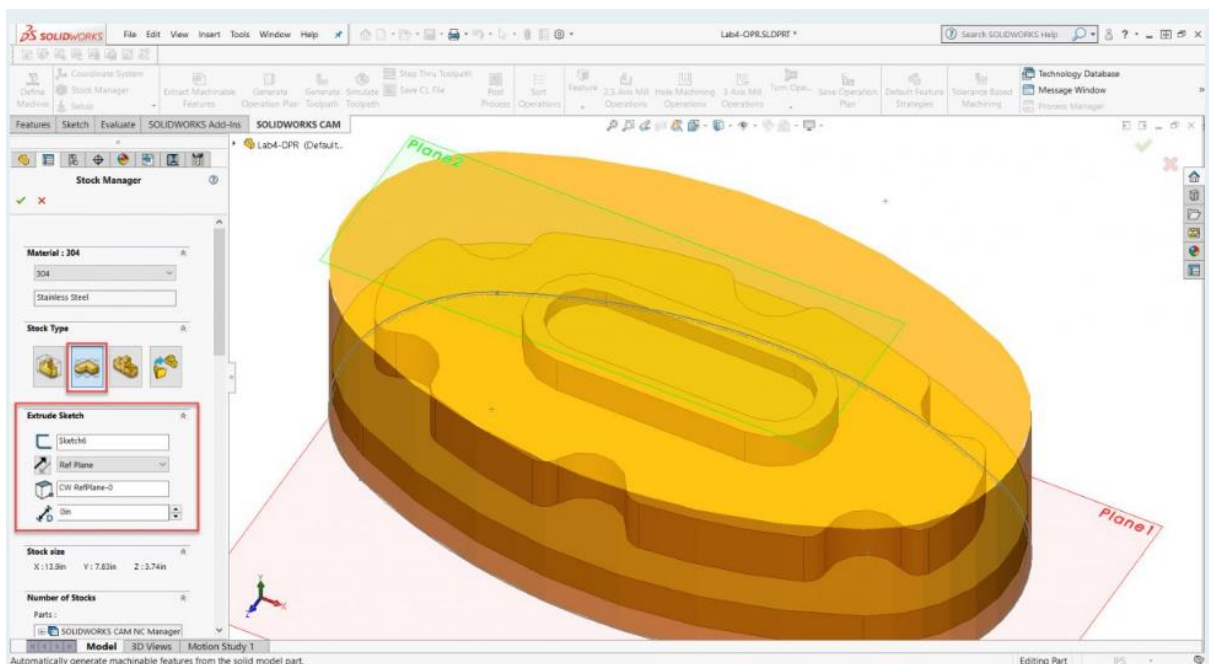 SOLIDWORKS File Edit View Insert Tools Window Help Lab4-OPR.SLDPRT * Search SOLIDWORKS Help
Define Machine
Coordinate System
Stock Manager
Setup
Extract Machinable Features
Generate Operation Plan
Generate Toolpath
Simulate Toolpath
Step Thru Toolpath
Save CL File
Post Process
Sort Operations
Feature
2.5 Axis Mill Operations
Hole Machining Operations
3 Axis Mill Operations
Turn Ope...
Save Operation Plan
Default Feature Strategies
Tolerance Based Machining
Technology Database
Message Window
Process Manager
Features Sketch Evaluate SOLIDWORKS Add-Ins SOLIDWORKS CAM
Lab4-OPR (Default...
Stock Manager
Material : 304
304
Stainless Steel
Stock Type
Extrude Sketch
Sketch6
Ref Plane
CW RefPlane-0
0in
Stock size
X :13.9in Y : 7.83in Z :3.74in
Number of Stocks
Parts :
SOLIDWORKS CAM NC Manager
Plane2
Plane1
Y
X
Z
Model 3D Views Motion Study 1
Automatically generate machinable features from the solid model part. Editing Part IPS